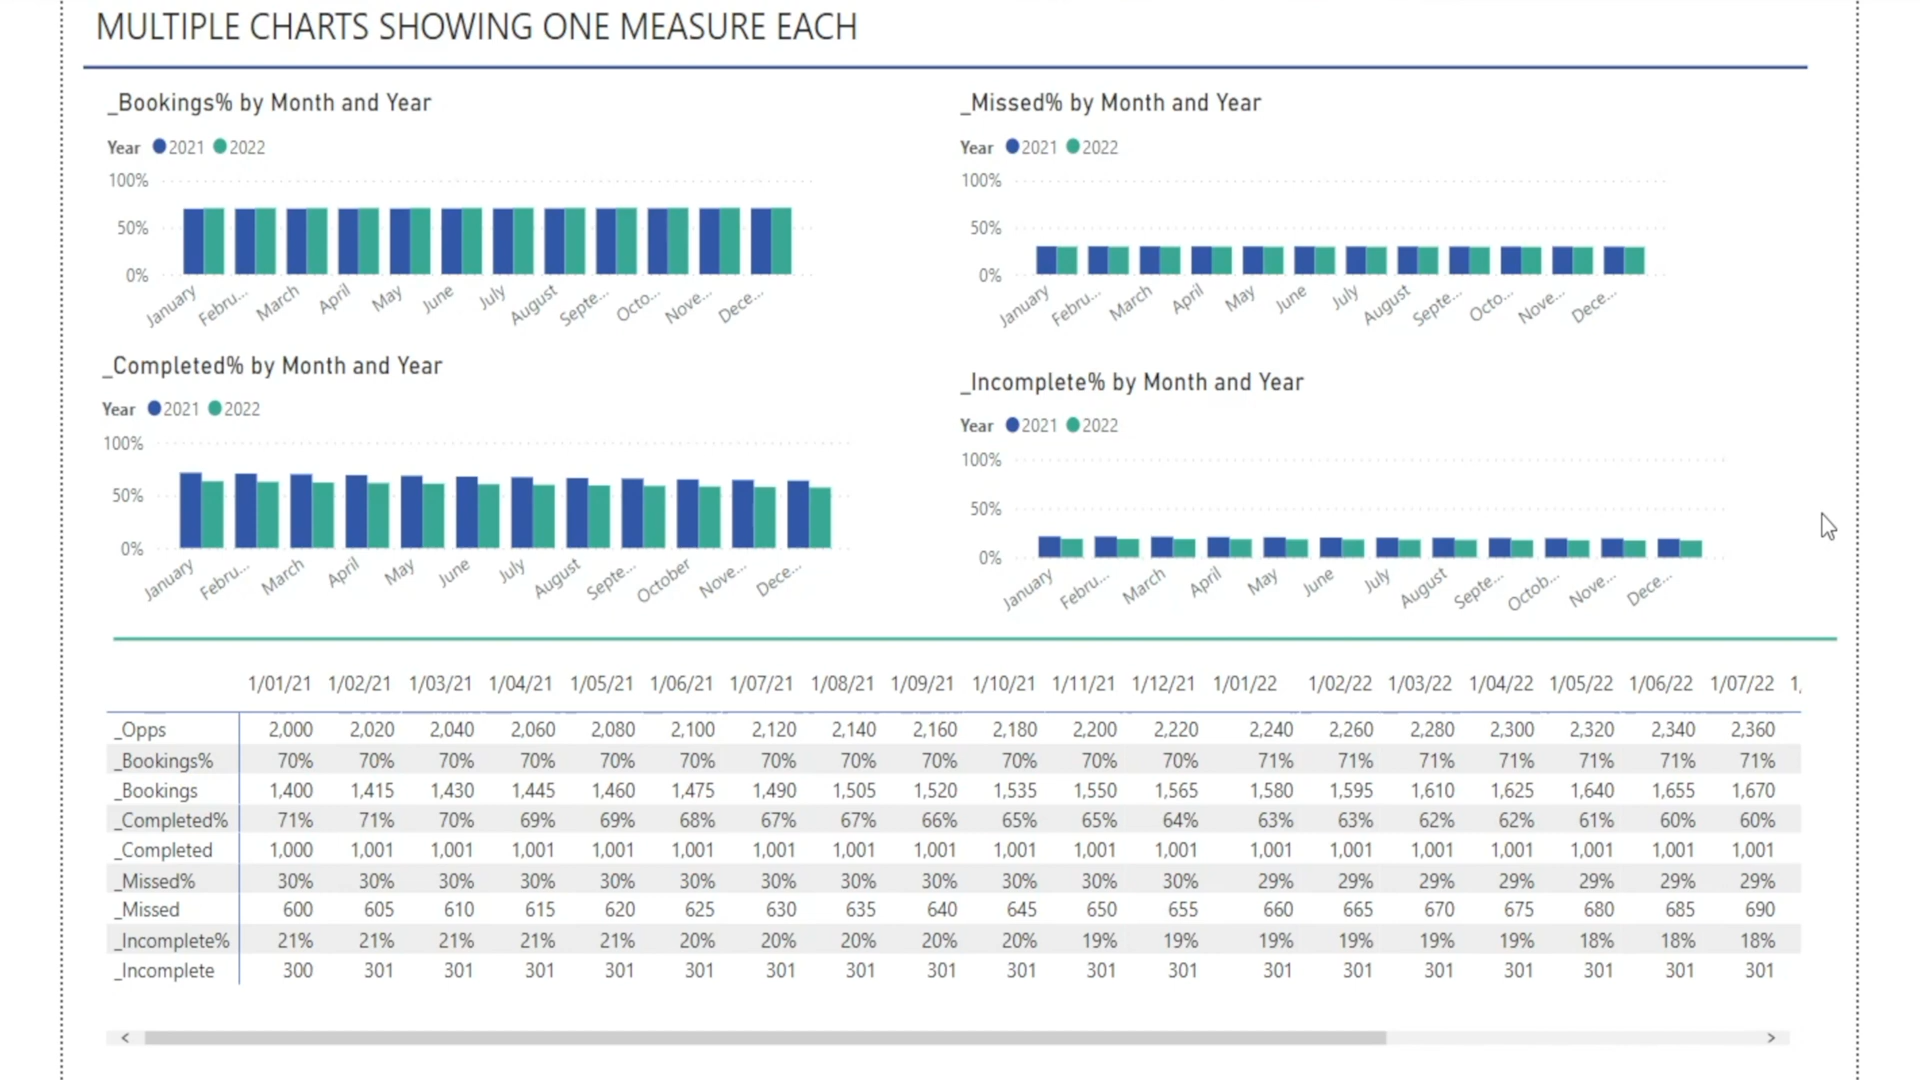 MULTIPLE CHARTS SHOWING ONE MEASURE EACH
_Bookings% by Month and Year
Year 2021 2022
100%
50%
0%
January Febru... March April May June July August Septe... Octo... Nove... Dece...
_Missed% by Month and Year
Year 2021 2022
100%
50%
0%
January Febru... March April May June July August Septe... Octo... Nove... Dece...
_Completed% by Month and Year
Year 2021 2022
100%
50%
0%
January Febru... March April May June July August Septe... October Nove... Dece...
_Incomplete% by Month and Year
Year 2021 2022
100%
50%
0%
January Febru... March April May June July August Septe... Octob... Nove... Dece...
1/01/21 1/02/21 1/03/21 1/04/21 1/05/21 1/06/21 1/07/21 1/08/21 1/09/21 1/10/21 1/11/21 1/12/21 1/01/22 1/02/22 1/03/22 1/04/22 1/05/22 1/06/22 1/07/22 1,
_Opps 2,000 2,020 2,040 2,060 2,080 2,100 2,120 2,140 2,160 2,180 2,200 2,220 2,240 2,260 2,280 2,300 2,320 2,340 2,360
_Bookings% 70% 70% 70% 70% 70% 70% 70% 70% 70% 70% 70% 70% 71% 71% 71% 71% 71% 71% 71%
_Bookings 1,400 1,415 1,430 1,445 1,460 1,475 1,490 1,505 1,520 1,535 1,550 1,565 1,580 1,595 1,610 1,625 1,640 1,655 1,670
_Completed% 71% 71% 70% 69% 69% 68% 67% 67% 66% 65% 65% 64% 63% 63% 62% 62% 61% 60% 60%
_Completed 1,000 1,001 1,001 1,001 1,001 1,001 1,001 1,001 1,001 1,001 1,001 1,001 1,001 1,001 1,001 1,001 1,001 1,001 1,001
_Missed% 30% 30% 30% 30% 30% 30% 30% 30% 30% 30% 30% 30% 29% 29% 29% 29% 29% 29% 29%
_Missed 600 605 610 615 620 625 630 635 640 645 650 655 660 665 670 675 680 685 690
_Incomplete% 21% 21% 21% 21% 21% 20% 20% 20% 20% 20% 19% 19% 19% 19% 19% 19% 18% 18% 18%
_Incomplete 300 301 301 301 301 301 301 301 301 301 301 301 301 301 301 301 301 301 301